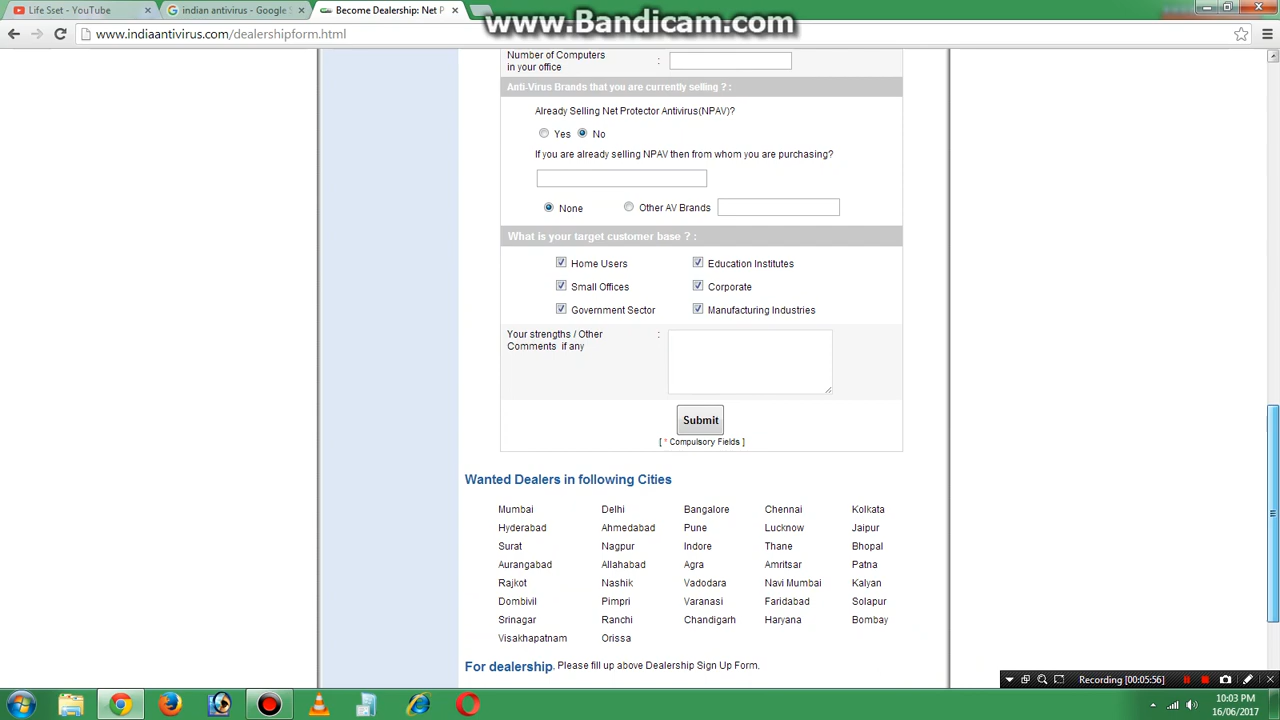 Life Sset - YouTube
indian antivirus - Google S
Become Dealership: Net P
www.Bandicam.com
www.indiaantivirus.com/dealershipform.html
Number of Computers
in your office :
Anti-Virus Brands that you are currently selling ? :
Already Selling Net Protector Antivirus(NPAV)?
Yes No
If you are already selling NPAV then from whom you are purchasing?
None Other AV Brands
What is your target customer base ? :
Home Users Education Institutes
Small Offices Corporate
Government Sector Manufacturing Industries
Your strengths / Other :
Comments if any
Submit
[ * Compulsory Fields ]
Wanted Dealers in following Cities
Mumbai Delhi Bangalore Chennai Kolkata
Hyderabad Ahmedabad Pune Lucknow Jaipur
Surat Nagpur Indore Thane Bhopal
Aurangabad Allahabad Agra Amritsar Patna
Rajkot Nashik Vadodara Navi Mumbai Kalyan
Dombivil Pimpri Varanasi Faridabad Solapur
Srinagar Ranchi Chandigarh Haryana Bombay
Visakhapatnam Orissa
For dealership. Please fill up above Dealership Sign Up Form.
Recording [00:05:56]
10:03 PM
16/06/2017